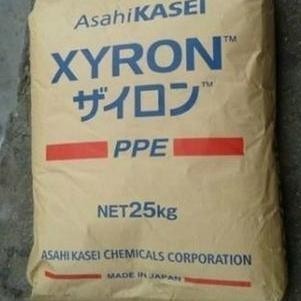 AsahiKASEI
XYRON™
ザイロン™
PPE
NET25kg
ASAHI KASEI CHEMICALS CORPORATION
MADE IN JAPAN